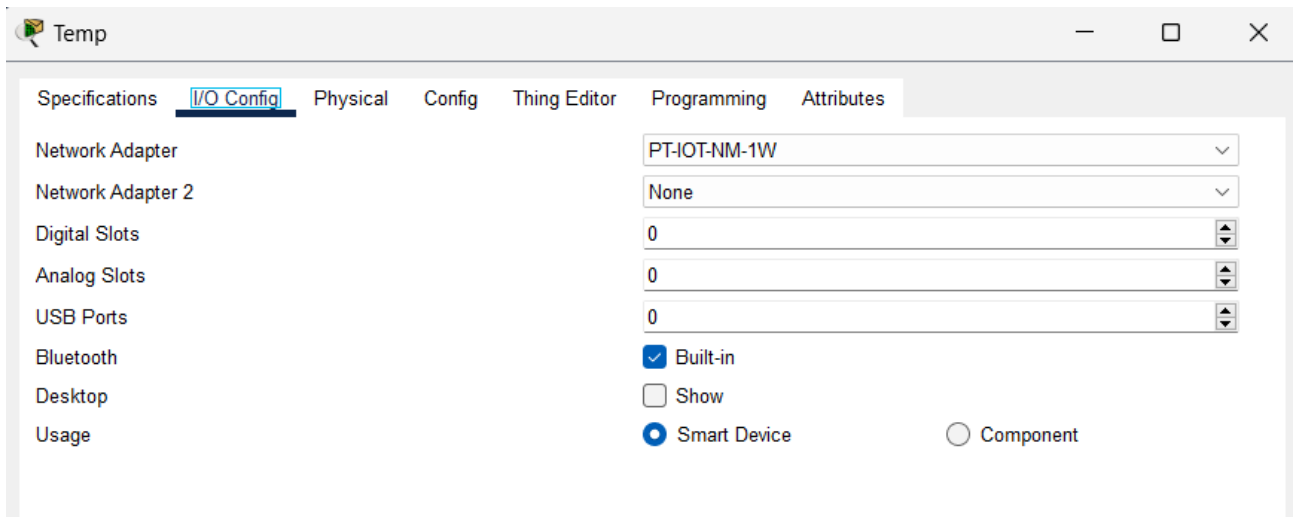 Temp
Specifications I/O Config Physical Config Thing Editor Programming Attributes
Network Adapter PT-IOT-NM-1W
Network Adapter 2 None
Digital Slots 0
Analog Slots 0
USB Ports 0
Bluetooth Built-in
Desktop Show
Usage Smart Device Component